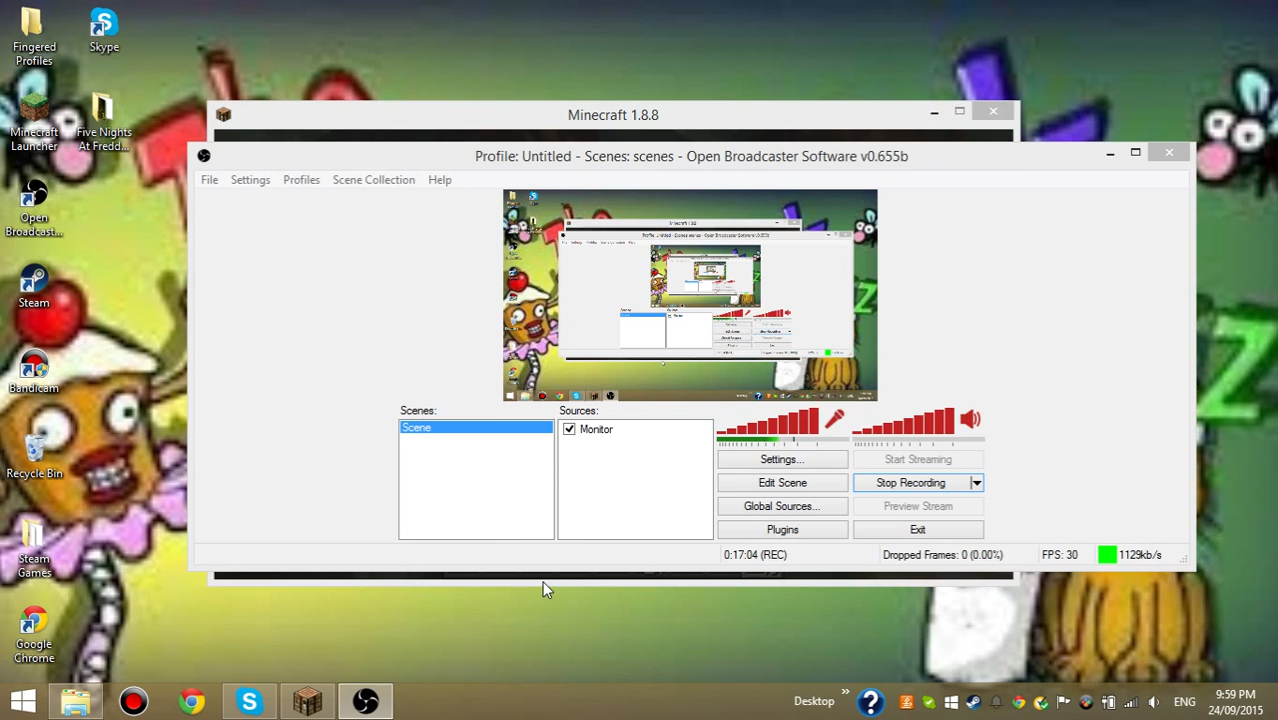 Fingered
Profiles
Skype
Minecraft
Launcher
Five Nights
At Fredd...
Open
Broadcast...
Steam
Bandicam
Recycle Bin
Steam
Games
Google
Chrome
Minecraft 1.8.8
Profile: Untitled - Scenes: scenes - Open Broadcaster Software v0.655b
File Settings Profiles Scene Collection Help
Scenes: Sources:
Scene
Monitor
Settings... Start Streaming
Edit Scene Stop Recording
Global Sources... Preview Stream
Plugins Exit
0:17:04 (REC) Dropped Frames: 0 (0.00%) FPS: 30 1129kb/s
Desktop » ? ENG
9:59 PM
24/09/2015